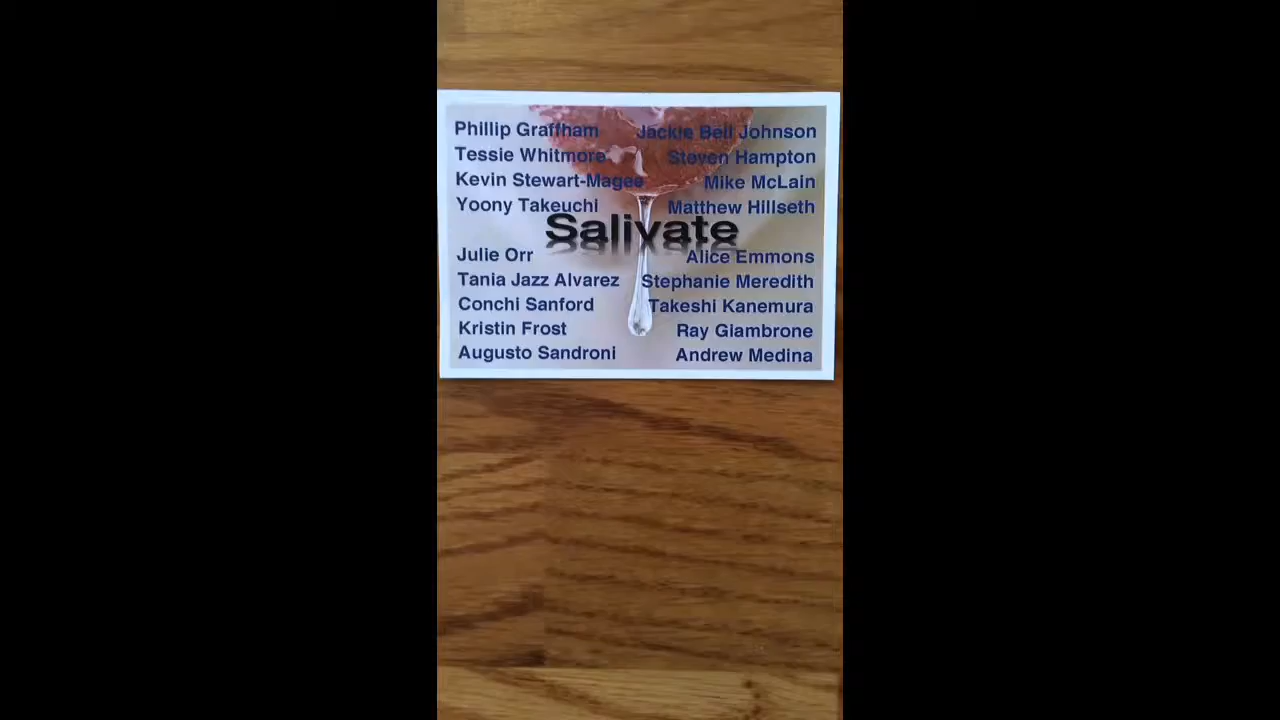 Phillip Graffham Jackie Bell Johnson
Tessie Whitmore Steven Hampton
Kevin Stewart-Magee Mike McLain
Yoony Takeuchi Matthew Hillseth
Salivate
Julie Orr Alice Emmons
Tania Jazz Alvarez Stephanie Meredith
Conchi Sanford Takeshi Kanemura
Kristin Frost Ray Giambrone
Augusto Sandroni Andrew Medina